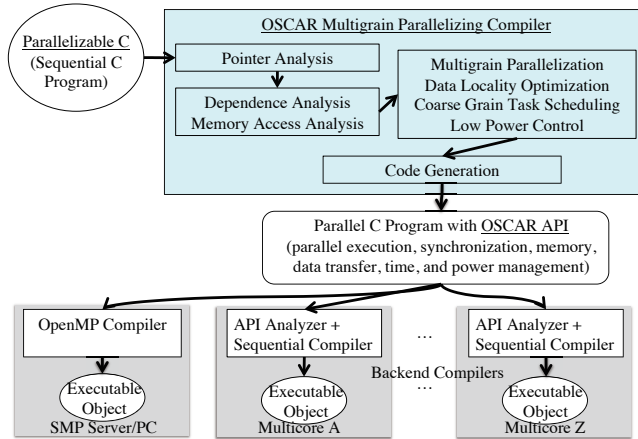 OSCAR Multigrain Parallelizing Compiler
Parallelizable C
(Sequential C
Program)
Pointer Analysis
Dependence Analysis
Memory Access Analysis
Multigrain Parallelization
Data Locality Optimization
Coarse Grain Task Scheduling
Low Power Control
Code Generation
Parallel C Program with OSCAR API
(parallel execution, synchronization, memory,
data transfer, time, and power management)
OpenMP Compiler
Executable
Object
SMP Server/PC
API Analyzer +
Sequential Compiler
Executable
Object
Multicore A
…
Backend Compilers
…
API Analyzer +
Sequential Compiler
Executable
Object
Multicore Z